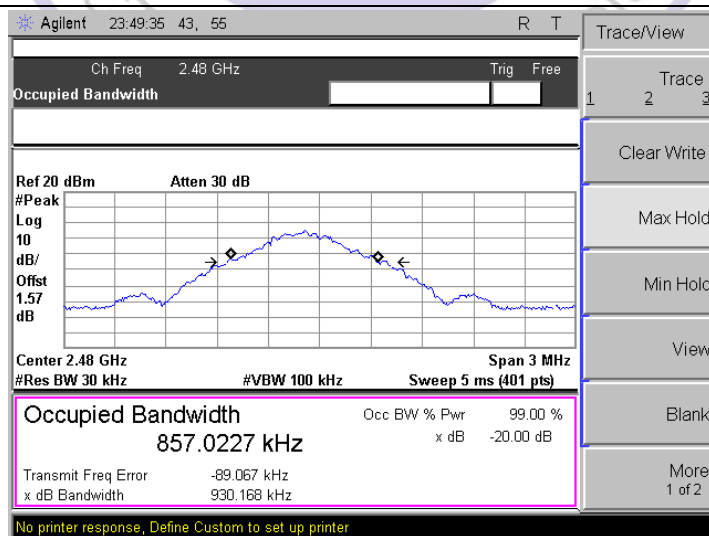 Agilent 23:49:35 43, 55 R T
Trace/View
Ch Freq 2.48 GHz Trig Free
Occupied Bandwidth
Trace
1 2 3
Clear Write
Max Hold
Min Hold
View
Blank
More
1 of 2
Ref 20 dBm Atten 30 dB
#Peak
Log
10
dB/
Offst
1.57
dB
Center 2.48 GHz Span 3 MHz
#Res BW 30 kHz #VBW 100 kHz Sweep 5 ms (401 pts)
Occupied Bandwidth Occ BW % Pwr 99.00 %
857.0227 kHz x dB -20.00 dB
Transmit Freq Error -89.067 kHz
x dB Bandwidth 930.168 kHz
No printer response, Define Custom to set up printer